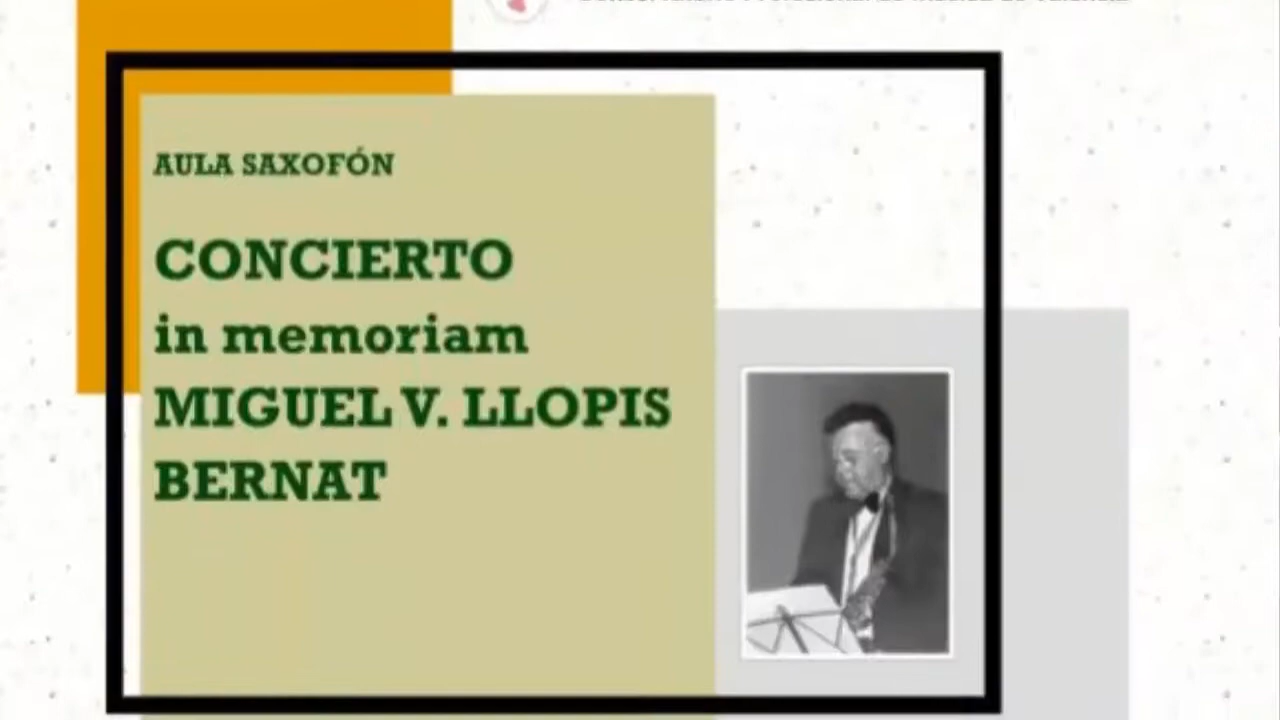 AULA SAXOFÓN
CONCIERTO
in memoriam
MIGUEL V. LLOPIS
BERNAT